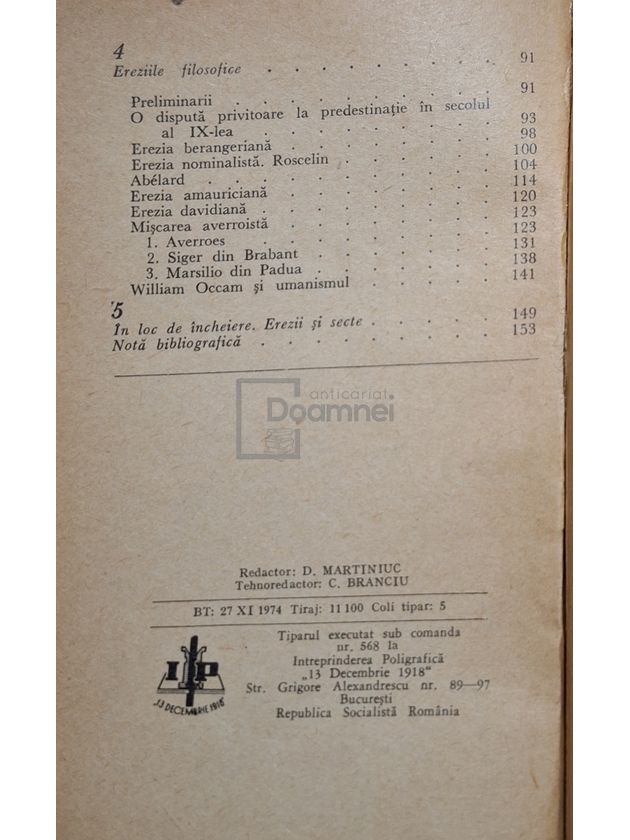 4
Ereziile filosofice . . . . . . . . . 91
Preliminarii . . . . . . . . . . 91
O dispută privitoare la predestinație în secolul
al IX-lea . . . . . . . . . 93
Erezia berangeriană . . . . . . . . 98
Erezia nominalistă. Roscelin . . . . . . 100
Abélard . . . . . . . . . . . 104
Erezia amauriciană . . . . . . . . 114
Erezia davidiană . . . . . . . . . 120
Mișcarea averroistă . . . . . . . . 123
1. Averroes . . . . . . . . . 123
2. Siger din Brabant . . . . . . . 131
3. Marsilio din Padua . . . . . . . 138
William Occam și umanismul . . . . . . 141
5
În loc de încheiere. Erezii și secte . . . . . 149
Notă bibliografică . . . . . . . . . 153
anticariat
Doamnei
Redactor: D. MARTINIUC
Tehnoredactor: C. BRANCIU
BT: 27 XI 1974 Tiraj: 11 100 Coli tipar: 5
Tiparul executat sub comanda
nr. 568 la
Intreprinderea Poligrafică
„13 Decembrie 1918“
Str. Grigore Alexandrescu nr. 89—97
București
Republica Socialistă România
I P
„13 DECEMBRIE 1918“